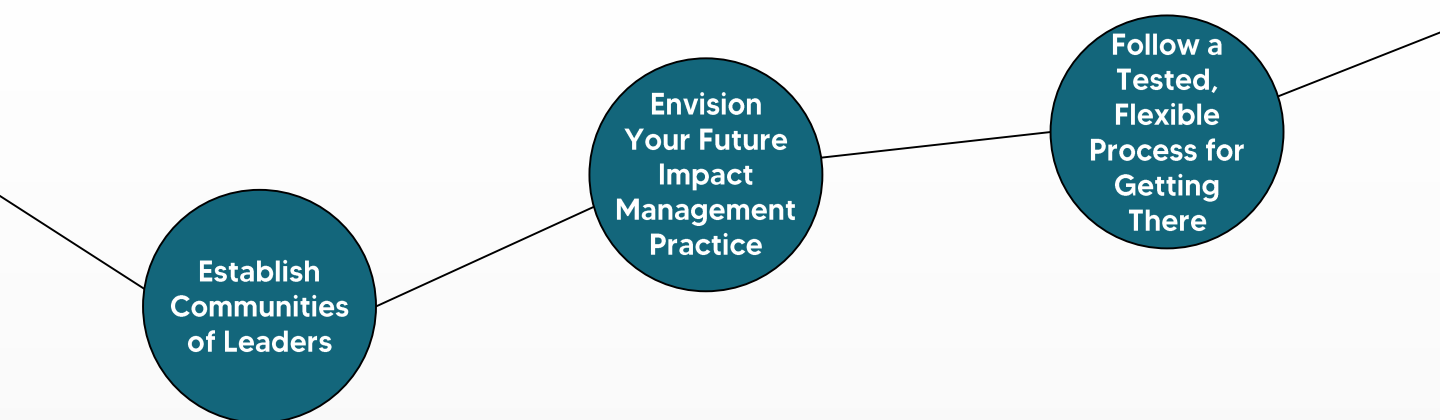 Establish
Communities
of Leaders
Envision
Your Future
Impact
Management
Practice
Follow a
Tested,
Flexible
Process for
Getting
There